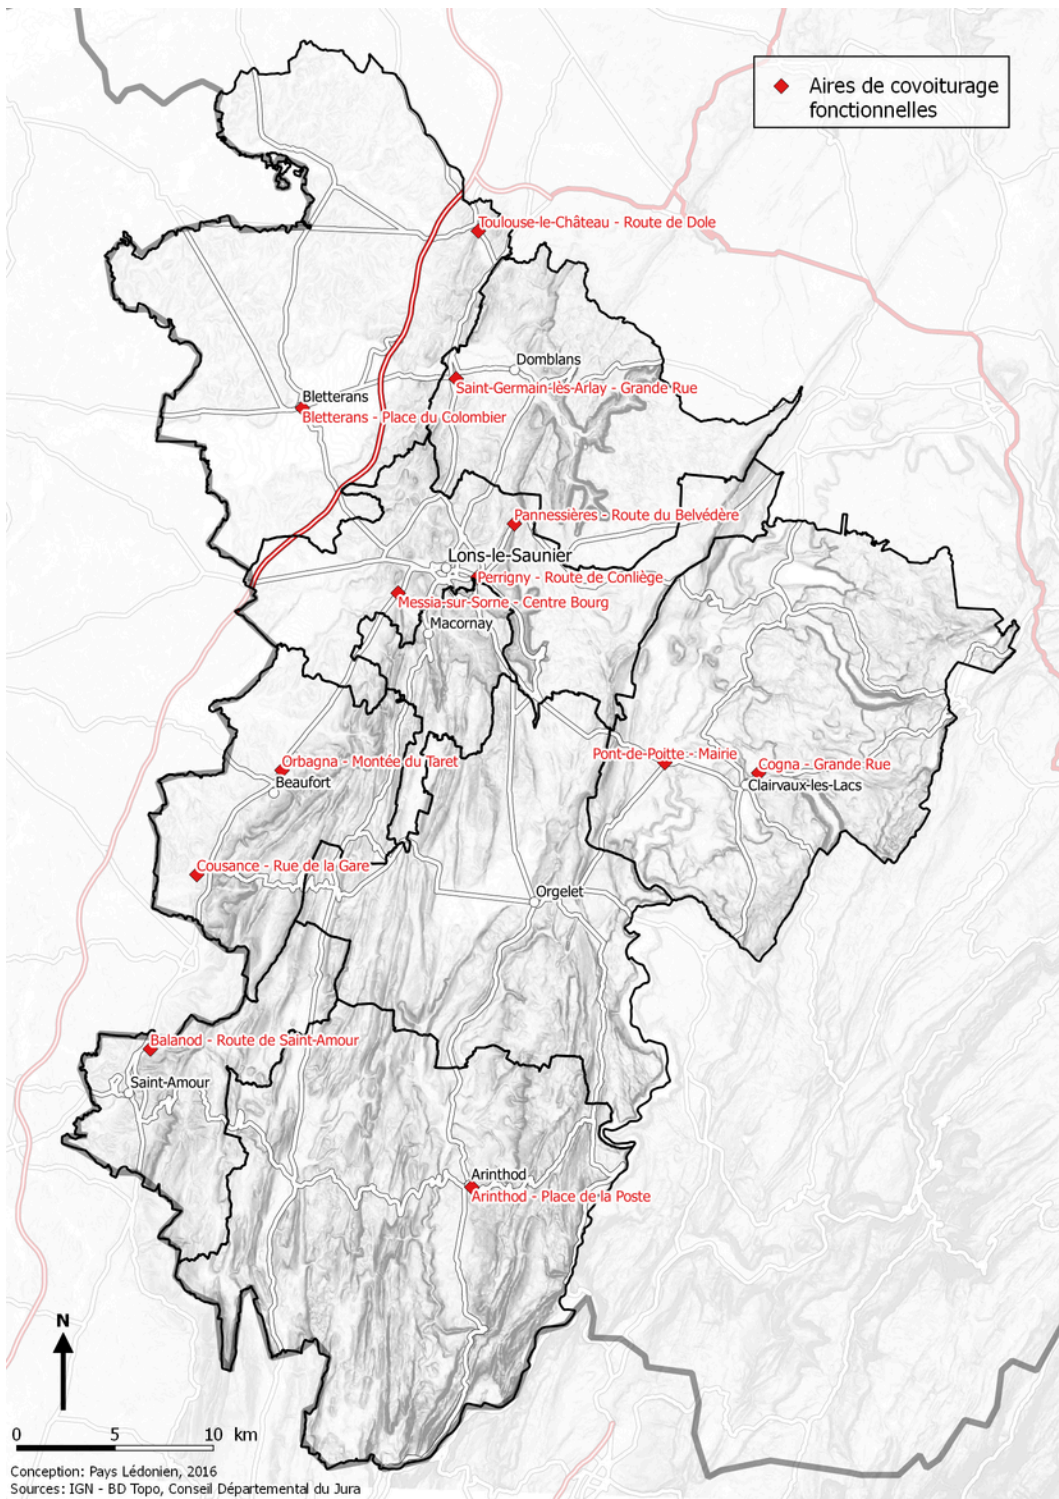 Aires de covoiturage
fonctionnelles
Toulouse-le-Château - Route de Dole
Domblans
Saint-Germain-lès-Arlay - Grande Rue
Bletterans
Bletterans - Place du Colombier
Pannessières - Route du Belvédère
Lons-le-Saunier
Perrigny - Route de Conliège
Messia-sur-Sorne - Centre Bourg
Macornay
Pont-de-Poitte - Mairie
Orbagna - Montée du Taret
Cogna - Grande Rue
Beaufort
Clairvaux-les-Lacs
Cousance - Rue de la Gare
Orgelet
Balanod - Route de Saint-Amour
Saint-Amour
Arinthod
Arinthod - Place de la Poste
N
0 5 10 km
Conception: Pays Lédonien, 2016
Sources: IGN - BD Topo, Conseil Départemental du Jura